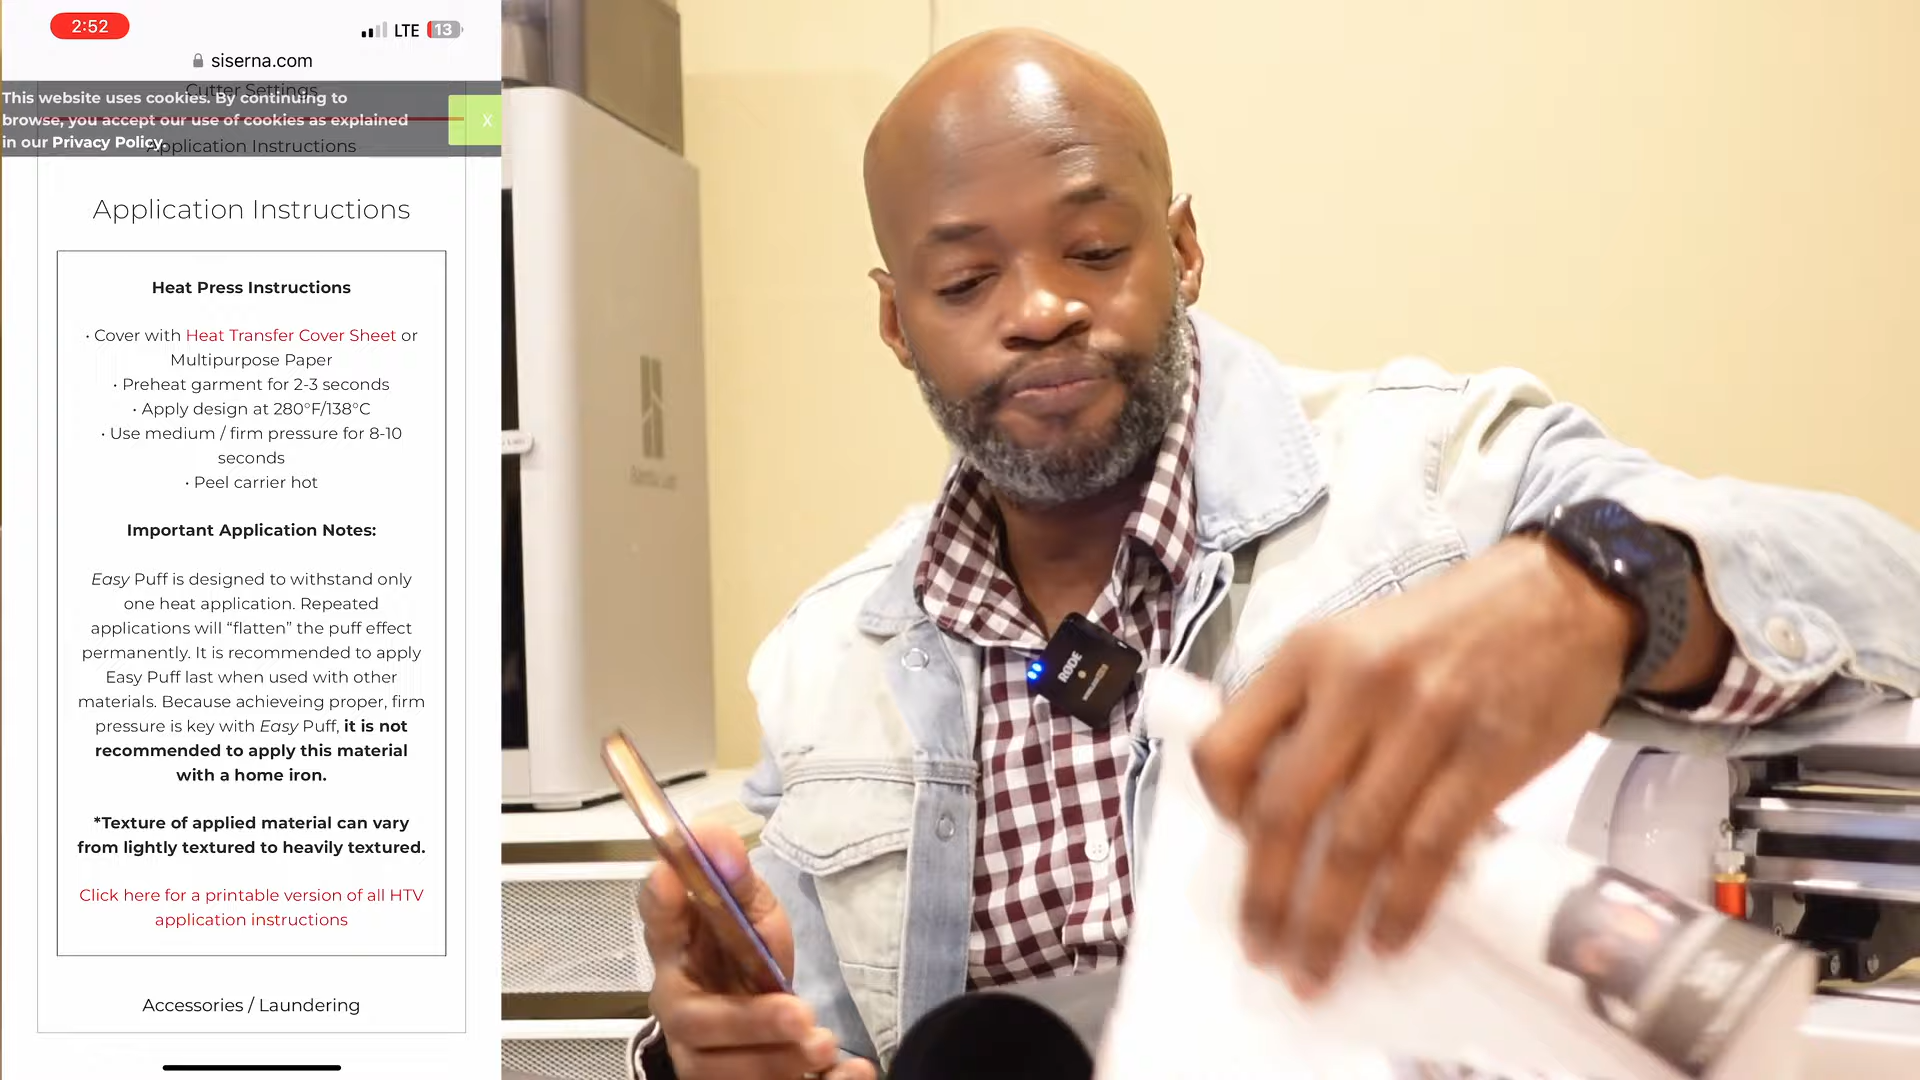 2:52
LTE 13
siserna.com
Cutter Settings
This website uses cookies. By continuing to
browse, you accept our use of cookies as explained
in our Privacy Policy.
X
Application Instructions
Application Instructions
Heat Press Instructions
• Cover with Heat Transfer Cover Sheet or
Multipurpose Paper
• Preheat garment for 2-3 seconds
• Apply design at 280°F/138°C
• Use medium / firm pressure for 8-10
seconds
• Peel carrier hot
Important Application Notes:
Easy Puff is designed to withstand only
one heat application. Repeated
applications will “flatten” the puff effect
permanently. It is recommended to apply
Easy Puff last when used with other
materials. Because achieveing proper, firm
pressure is key with Easy Puff, it is not
recommended to apply this material
with a home iron.
*Texture of applied material can vary
from lightly textured to heavily textured.
Click here for a printable version of all HTV
application instructions
Accessories / Laundering
RØDE